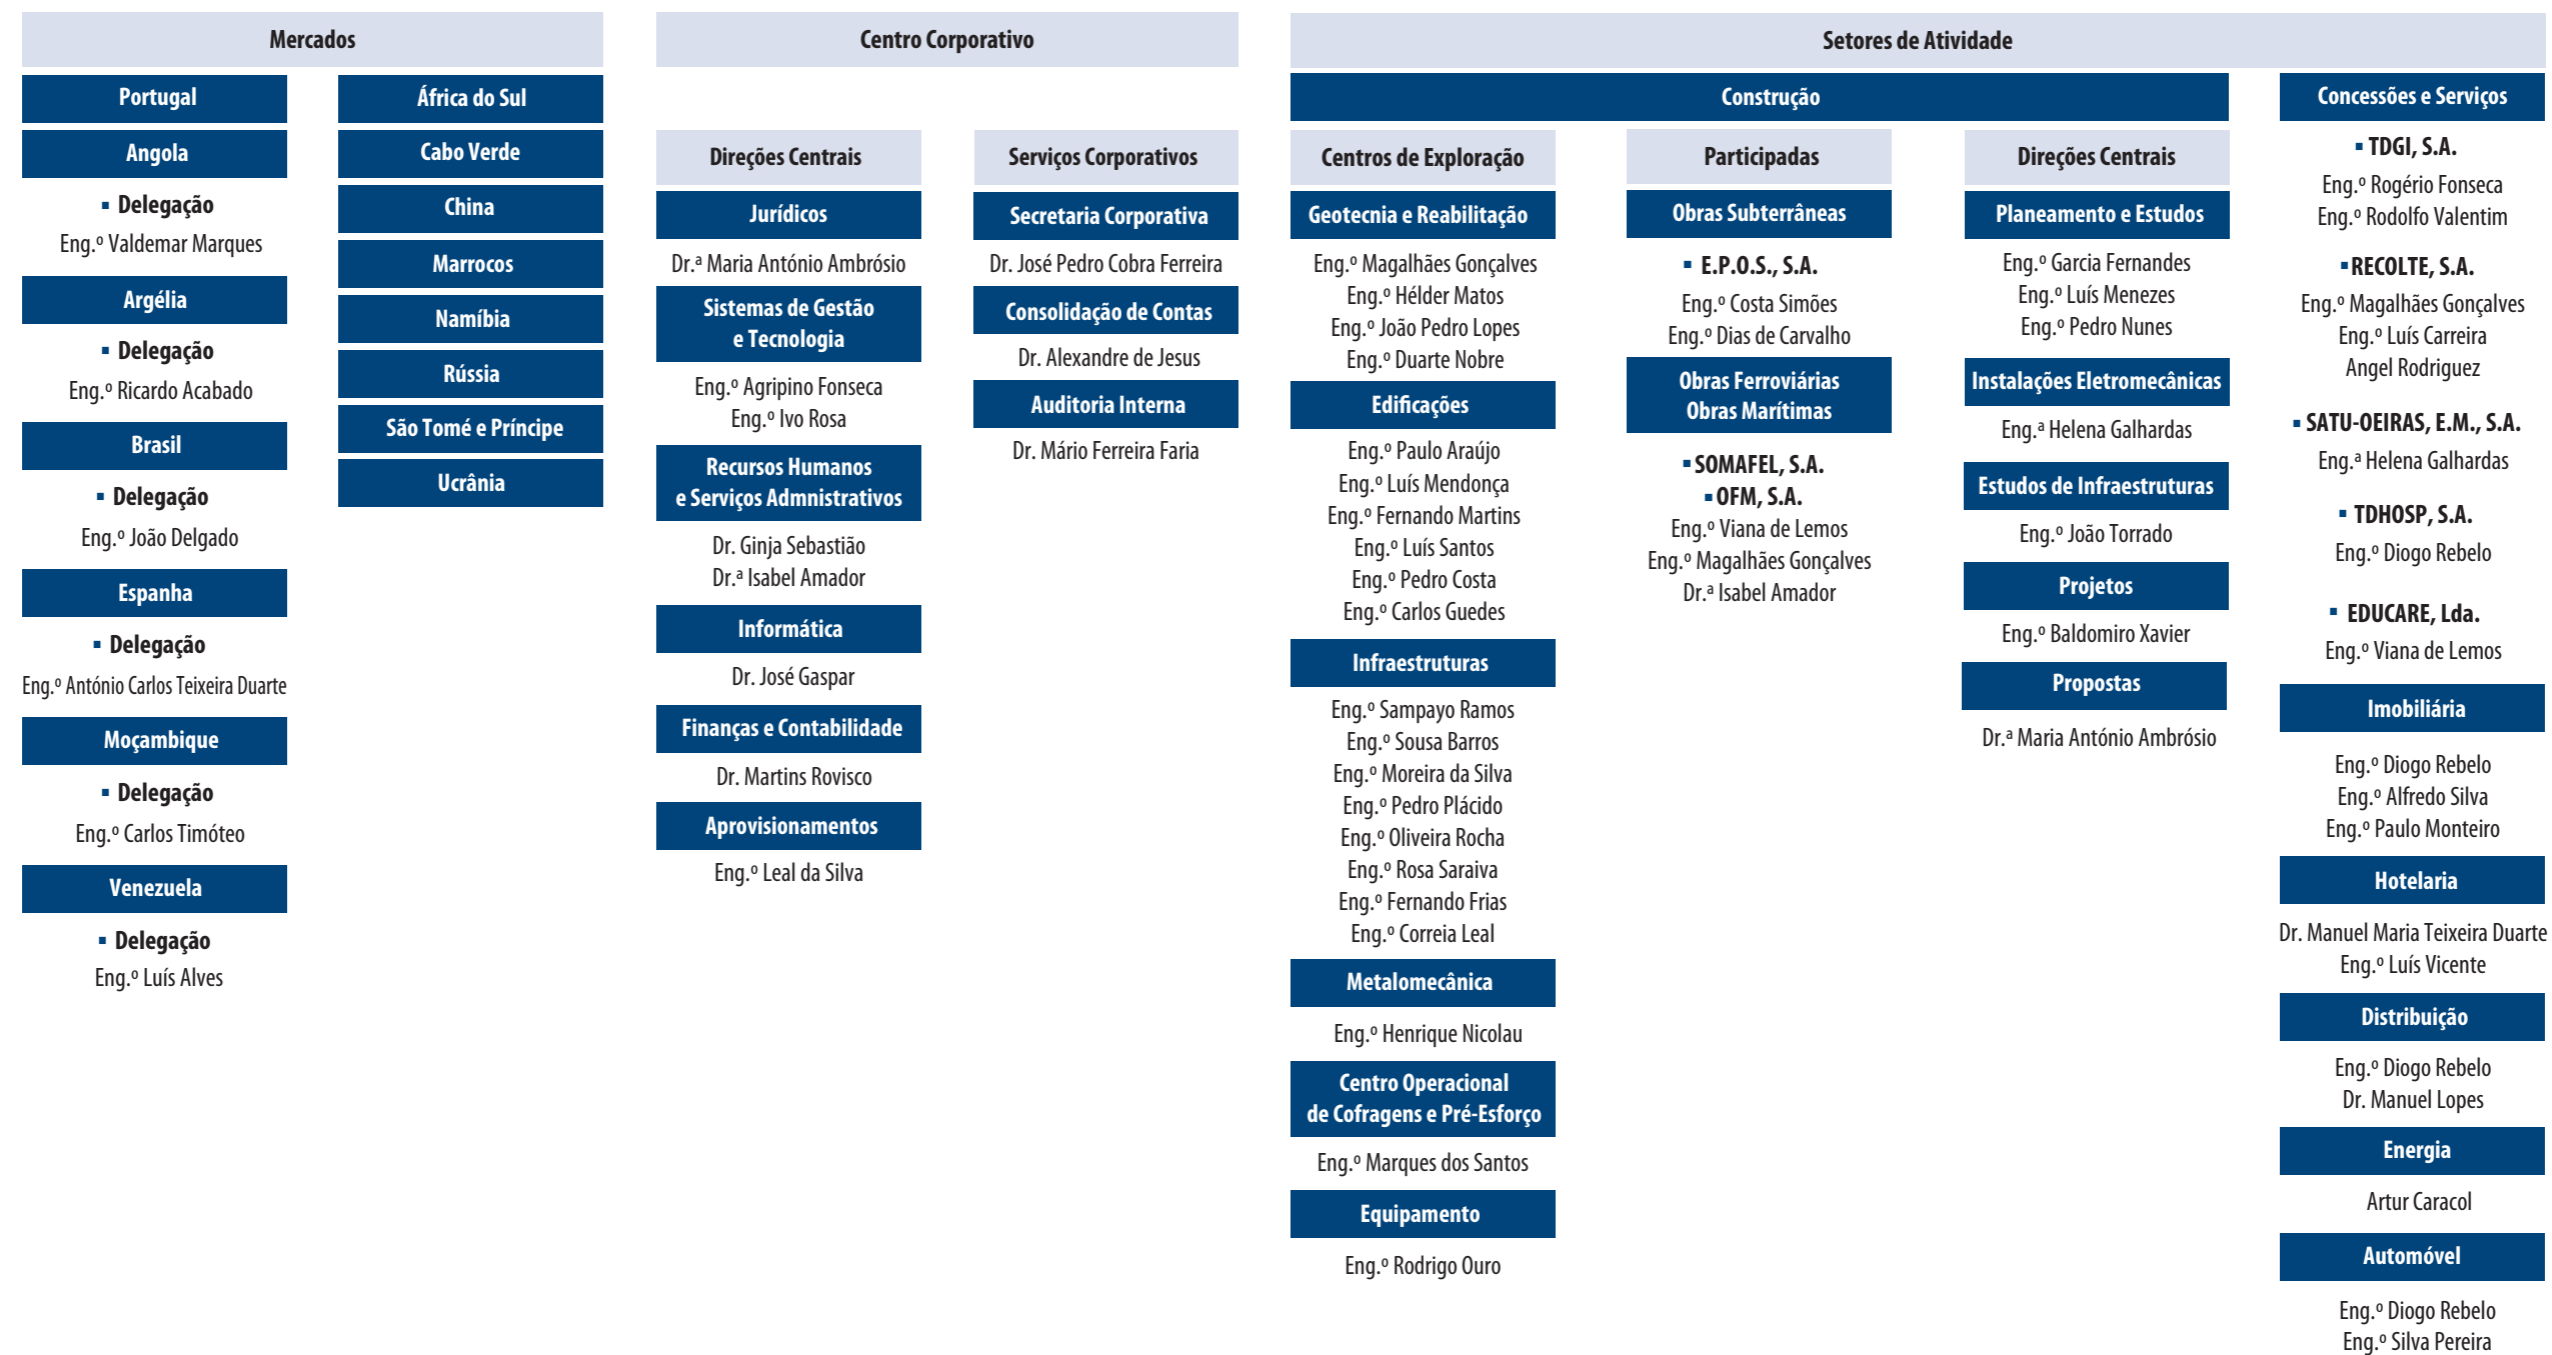 Mercados
Portugal
Angola
▪ Delegação
Eng.º Valdemar Marques
Argélia
▪ Delegação
Eng.º Ricardo Acabado
Brasil
▪ Delegação
Eng.º João Delgado
Espanha
▪ Delegação
Eng.º António Carlos Teixeira Duarte
Moçambique
▪ Delegação
Eng.º Carlos Timóteo
Venezuela
▪ Delegação
Eng.º Luís Alves
África do Sul
Cabo Verde
China
Marrocos
Namíbia
Rússia
São Tomé e Príncipe
Ucrânia
Centro Corporativo
Direções Centrais
Jurídicos
Dr.ª Maria António Ambrósio
Sistemas de Gestão
e Tecnologia
Eng.º Agripino Fonseca
Eng.º Ivo Rosa
Recursos Humanos
e Serviços Admnistrativos
Dr. Ginja Sebastião
Dr.ª Isabel Amador
Informática
Dr. José Gaspar
Finanças e Contabilidade
Dr. Martins Rovisco
Aprovisionamentos
Eng.º Leal da Silva
Serviços Corporativos
Secretaria Corporativa
Dr. José Pedro Cobra Ferreira
Consolidação de Contas
Dr. Alexandre de Jesus
Auditoria Interna
Dr. Mário Ferreira Faria
Setores de Atividade
Construção
Centros de Exploração
Geotecnia e Reabilitação
Eng.º Magalhães Gonçalves
Eng.º Hélder Matos
Eng.º João Pedro Lopes
Eng.º Duarte Nobre
Edificações
Eng.º Paulo Araújo
Eng.º Luís Mendonça
Eng.º Fernando Martins
Eng.º Luís Santos
Eng.º Pedro Costa
Eng.º Carlos Guedes
Infraestruturas
Eng.º Sampayo Ramos
Eng.º Sousa Barros
Eng.º Moreira da Silva
Eng.º Pedro Plácido
Eng.º Oliveira Rocha
Eng.º Rosa Saraiva
Eng.º Fernando Frias
Eng.º Correia Leal
Metalomecânica
Eng.º Henrique Nicolau
Centro Operacional
de Cofragens e Pré-Esforço
Eng.º Marques dos Santos
Equipamento
Eng.º Rodrigo Ouro
Participadas
Obras Subterrâneas
▪ E.P.O.S., S.A.
Eng.º Costa Simões
Eng.º Dias de Carvalho
Obras Ferroviárias
Obras Marítimas
▪ SOMAFEL, S.A.
▪ OFM, S.A.
Eng.º Viana de Lemos
Eng.º Magalhães Gonçalves
Dr.ª Isabel Amador
Direções Centrais
Planeamento e Estudos
Eng.º Garcia Fernandes
Eng.º Luís Menezes
Eng.º Pedro Nunes
Instalações Eletromecânicas
Eng.ª Helena Galhardas
Estudos de Infraestruturas
Eng.º João Torrado
Projetos
Eng.º Baldomiro Xavier
Propostas
Dr.ª Maria António Ambrósio
Concessões e Serviços
▪ TDGI, S.A.
Eng.º Rogério Fonseca
Eng.º Rodolfo Valentim
▪ RECOLTE, S.A.
Eng.º Magalhães Gonçalves
Eng.º Luís Carreira
Angel Rodriguez
▪ SATU-OEIRAS, E.M., S.A.
Eng.ª Helena Galhardas
▪ TDHOSP, S.A.
Eng.º Diogo Rebelo
▪ EDUCARE, Lda.
Eng.º Viana de Lemos
Imobiliária
Eng.º Diogo Rebelo
Eng.º Alfredo Silva
Eng.º Paulo Monteiro
Hotelaria
Dr. Manuel Maria Teixeira Duarte
Eng.º Luís Vicente
Distribuição
Eng.º Diogo Rebelo
Dr. Manuel Lopes
Energia
Artur Caracol
Automóvel
Eng.º Diogo Rebelo
Eng.º Silva Pereira